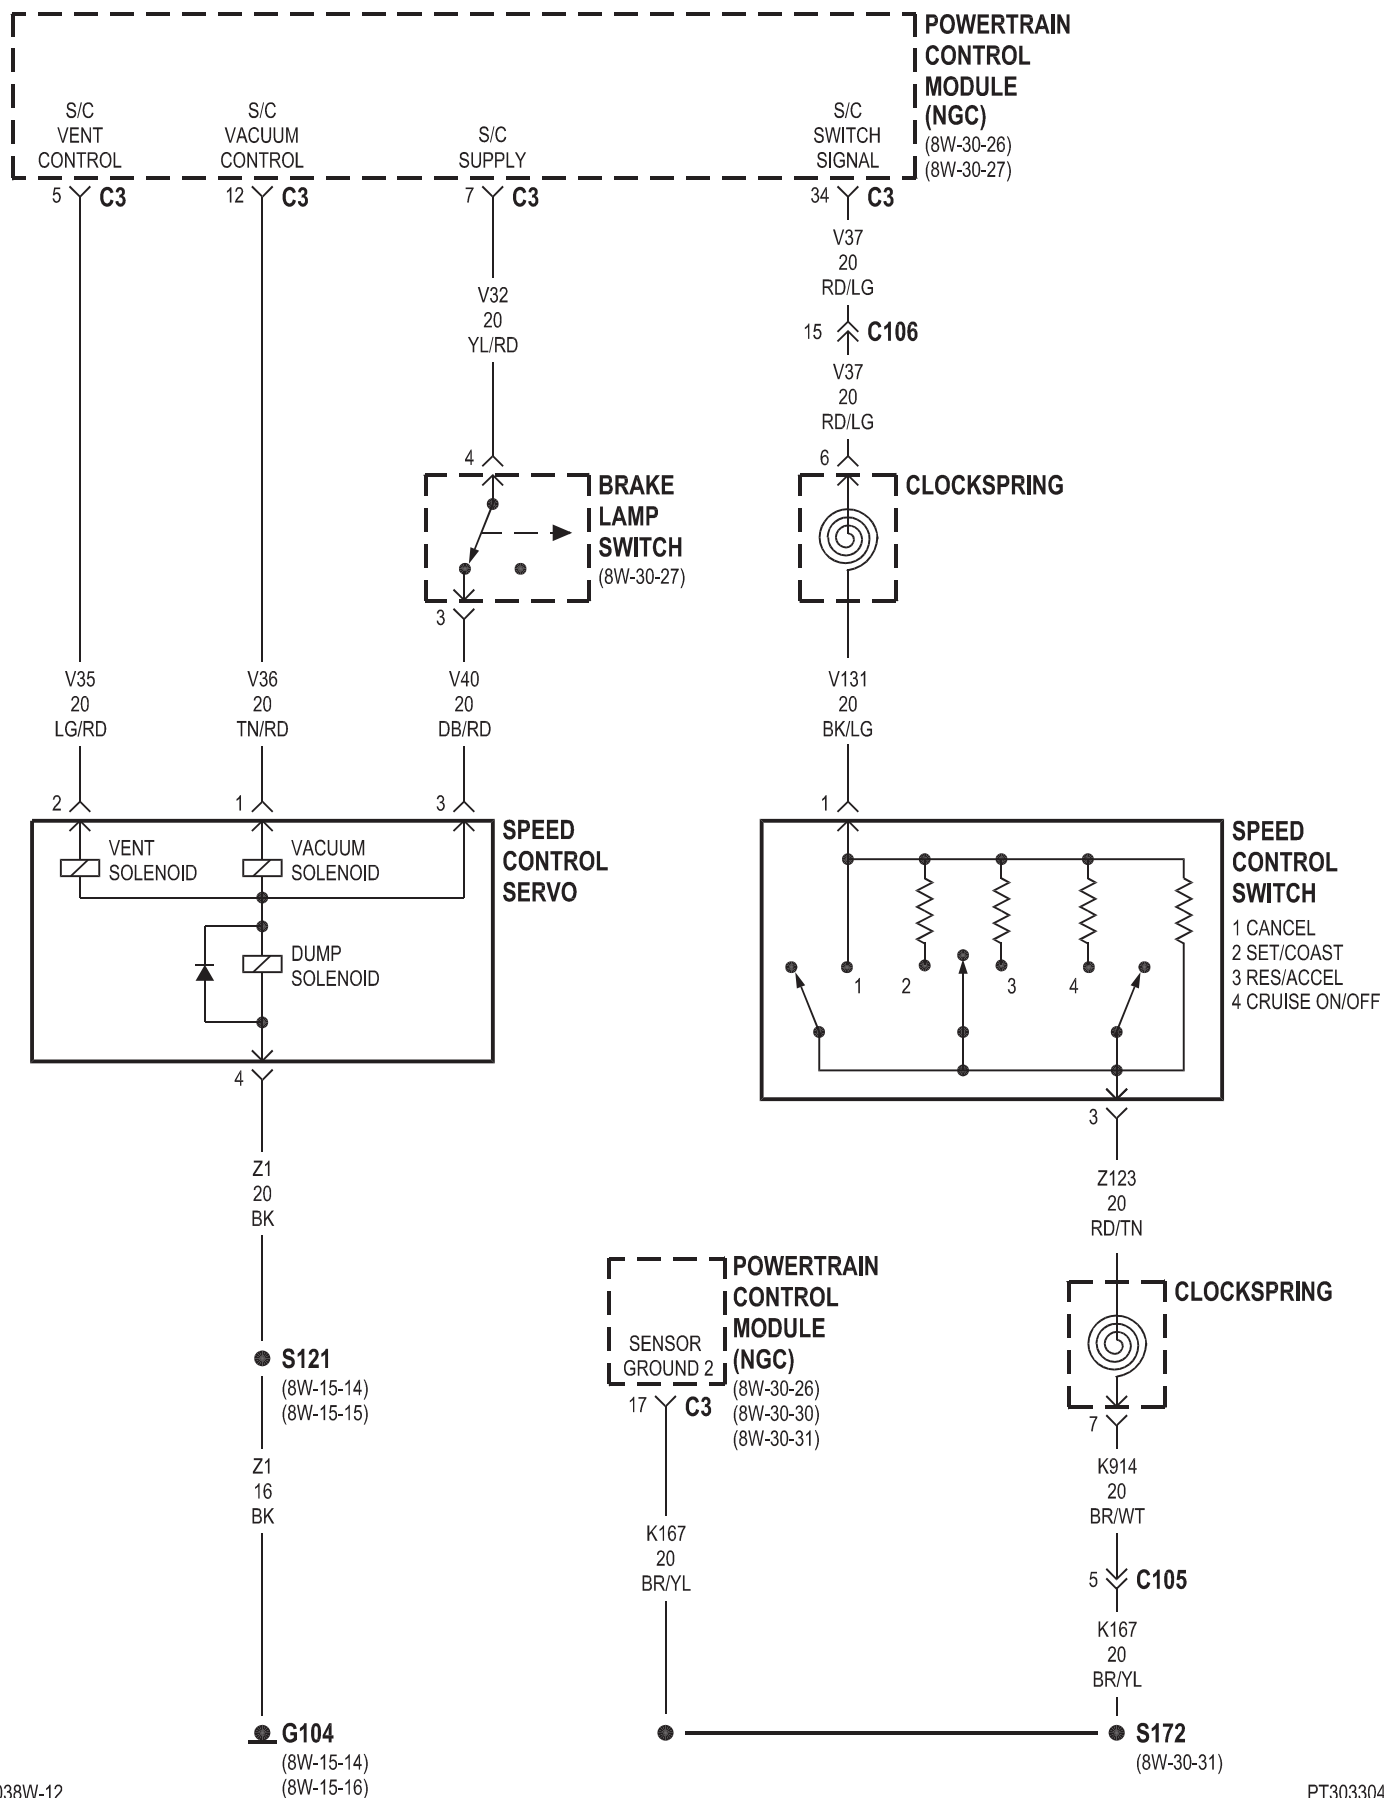 POWERTRAIN
CONTROL
MODULE
(NGC)
(8W-30-26)
(8W-30-27)
S/C
VENT
CONTROL
S/C
VACUUM
CONTROL
S/C
SUPPLY
S/C
SWITCH
SIGNAL
5 C3
12 C3
7 C3
34 C3
V37
20
RD/LG
V32
20
YL/RD
15 C106
V37
20
RD/LG
4
6
BRAKE
LAMP
SWITCH
(8W-30-27)
CLOCKSPRING
3
V35
20
LG/RD
V36
20
TN/RD
V40
20
DB/RD
V131
20
BK/LG
2
1
3
1
VENT
SOLENOID
VACUUM
SOLENOID
DUMP
SOLENOID
SPEED
CONTROL
SERVO
1
2
3
4
SPEED
CONTROL
SWITCH
1 CANCEL
2 SET/COAST
3 RES/ACCEL
4 CRUISE ON/OFF
4
3
Z1
20
BK
Z123
20
RD/TN
S121
(8W-15-14)
(8W-15-15)
SENSOR
GROUND 2
POWERTRAIN
CONTROL
MODULE
(NGC)
(8W-30-26)
(8W-30-30)
(8W-30-31)
17 C3
CLOCKSPRING
7
Z1
16
BK
K914
20
BR/WT
K167
20
BR/YL
5 C105
K167
20
BR/YL
G104
(8W-15-14)
(8W-15-16)
S172
(8W-30-31)
038W-12
PT303304